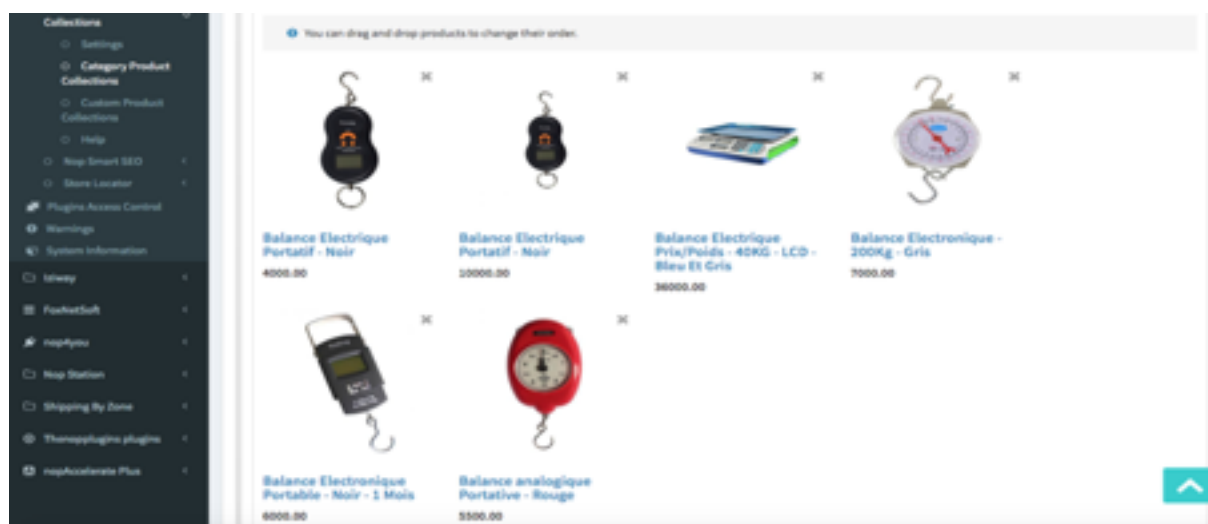 Collections
Settings
Category Product
Collections
Custom Product
Collections
Help
Nop Smart SEO
Store Locator
Plugins Access Control
Warnings
System Information
FoxNetSoft
nop4you
Nop Station
Shipping By Zone
Thenopplugins plugins
nopAccelerate Plus
You can drag and drop products to change their order.
Balance Electrique
Portatif - Noir
4000.00
Balance Electrique
Portatif - Noir
10000.00
Balance Electrique
Prix/Poids - 40KG - LCD -
Bleu Et Gris
36000.00
Balance Electronique -
200Kg - Gris
7000.00
Balance Electronique
Portable - Noir - 1 Mois
6000.00
Balance analogique
Portative - Rouge
5500.00